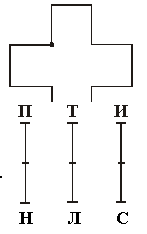 П Т И
Н Л С